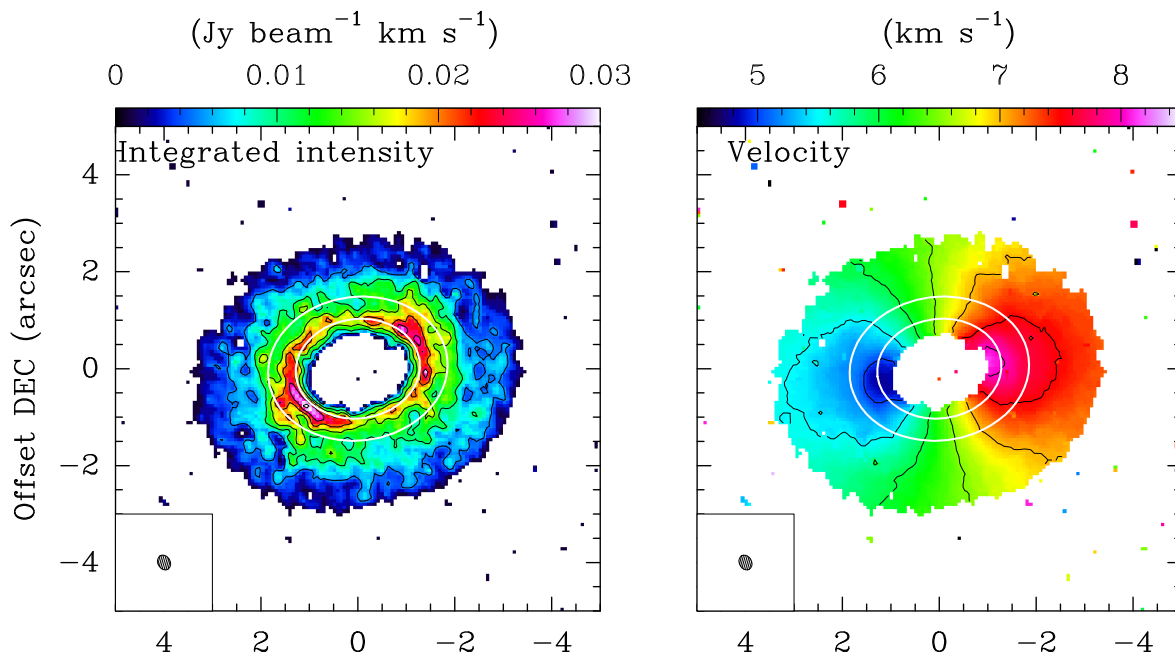 (Jy beam⁻¹ km s⁻¹) (km s⁻¹)
0 0.01 0.02 0.03 5 6 7 8
Integrated intensity Velocity
4
2
0
−2
−4
Offset DEC (arcsec)
4 2 0 −2 −4 4 2 0 −2 −4